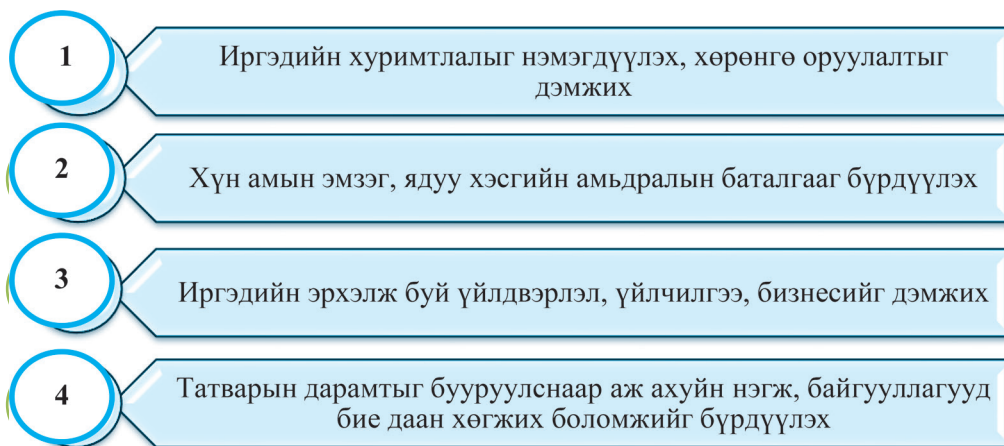 1
Иргэдийн хуримтлалыг нэмэгдүүлэх, хөрөнгө оруулалтыг
дэмжих
2
Хүн амын эмзэг, ядуу хэсгийн амьдралын баталгааг бүрдүүлэх
3
Иргэдийн эрхэлж буй үйлдвэрлэл, үйлчилгээ, бизнесийг дэмжих
4
Татварын дарамтыг бууруулснаар аж ахуйн нэгж, байгууллагууд
бие даан хөгжих боломжийг бүрдүүлэх